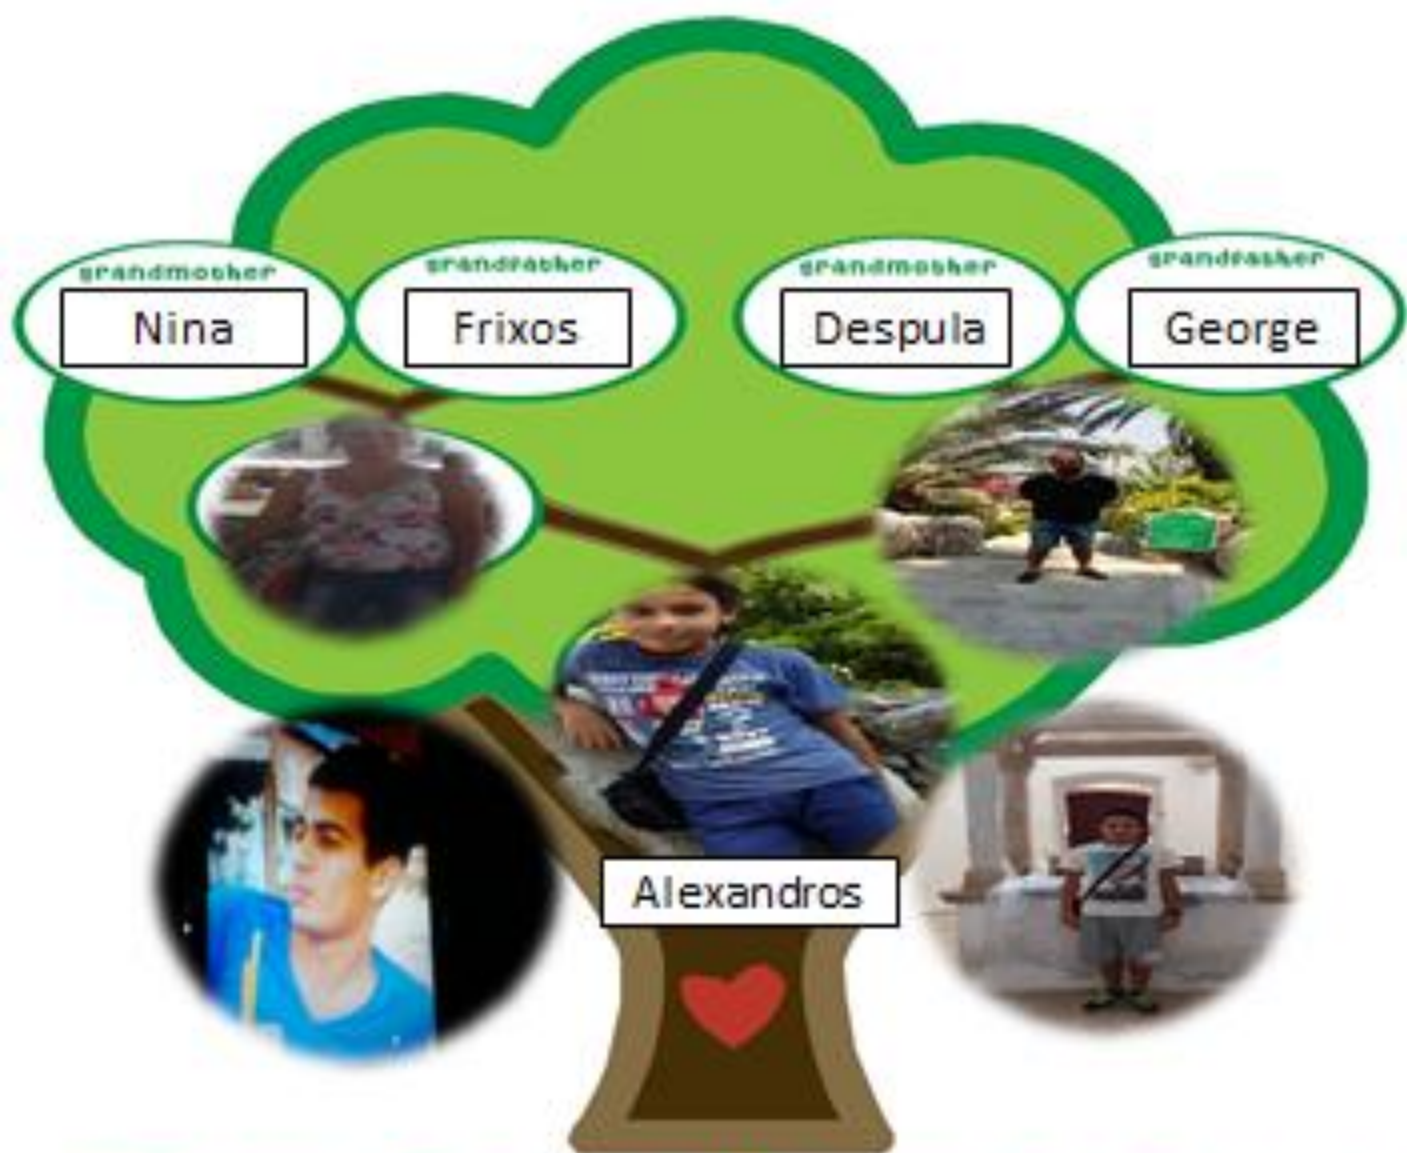 grandmother
Nina
grandfather
Frixos
grandmother
Despula
grandfather
George
Alexandros